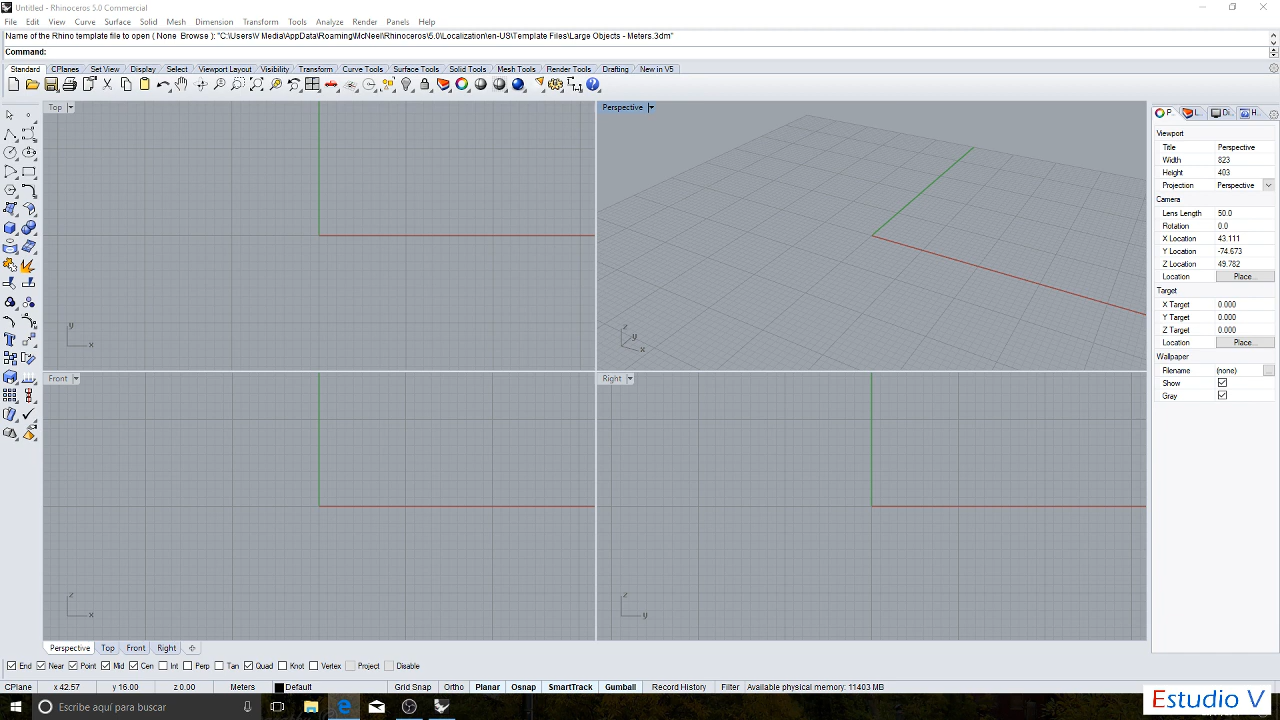 Untitled - Rhinoceros 5.0 Commercial
File Edit View Curve Surface Solid Mesh Dimension Transform Tools Analyze Render Panels Help
Name of the Rhino template file to open ( None Browse ): "C:\Users\V Media\AppData\Roaming\McNeel\Rhinoceros\5.0\Localization\en-US\Template Files\Large Objects - Meters.3dm"
Command:
Standard CPlanes Set View Display Select Viewport Layout Visibility Transform Curve Tools Surface Tools Solid Tools Mesh Tools Render Tools Drafting New in V5
Top
Perspective
P.. L... Di.. H..
Viewport
Title Perspective
Width 823
Height 403
Projection Perspective
Camera
Lens Length 50.0
Rotation 0.0
X Location 43.111
Y Location -74.673
Z Location 49.782
Location Place...
Target
X Target 0.000
Y Target 0.000
Z Target 0.000
Location Place...
Wallpaper
Filename (none) ...
Show
Gray
y
x
z
y
x
Front
Right
z
x
z
y
Perspective Top Front Right
End Near Point Mid Cen Int Perp Tan Quad Knot Vertex Project Disable
CPlane x 42.57 y 16.00 z 0.00 Meters Default Grid Snap Ortho Planar Osnap SmartTrack Gumball Record History Filter Available physical memory: 11403 MB
Escribe aquí para buscar
Estudio V